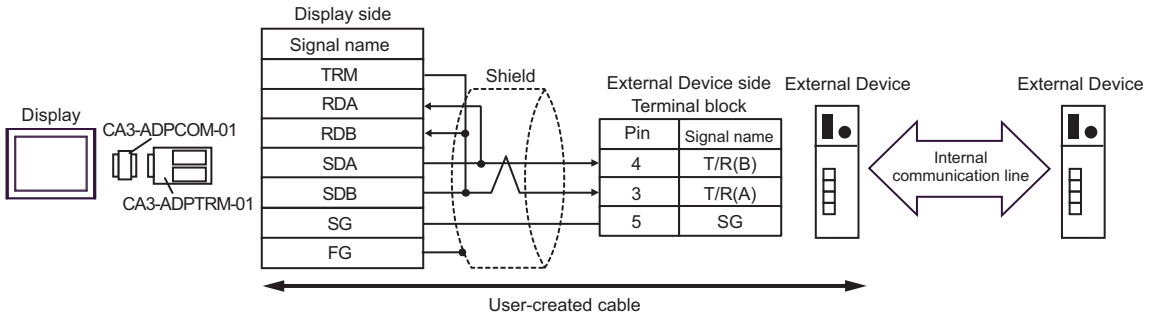 Display side
Signal name
TRM
RDA
RDB
SDA
SDB
SG
FG
Display
CA3-ADPCOM-01
CA3-ADPTRM-01
Shield
External Device side
Terminal block
Pin Signal name
4 T/R(B)
3 T/R(A)
5 SG
External Device
Internal
communication line
External Device
User-created cable